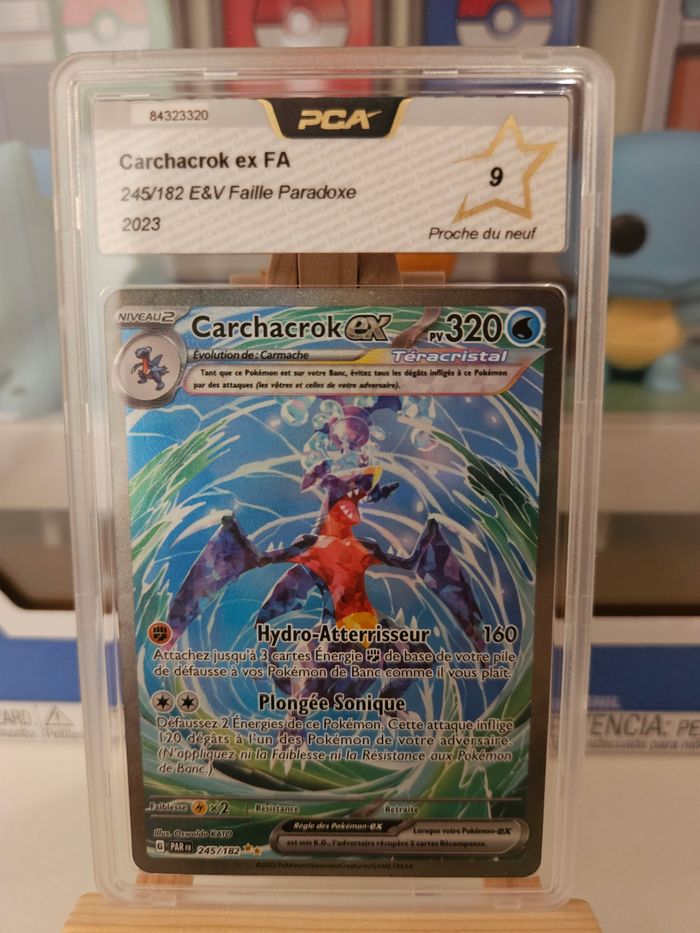 84323320
PCA
Carchacrok ex FA
245/182 E&V Faille Paradoxe
2023
9
Proche du neuf
NIVEAU 2
Carchacrok ex PV 320
Évolution de : Carmache
Téracristal
Tant que ce Pokémon est sur votre Banc, évitez tous les dégâts infligés à ce Pokémon
par des attaques (les vôtres et celles de votre adversaire).
Hydro-Atterrisseur 160
Attachez jusqu'à 3 cartes Énergie de base de votre pile
de défausse à vos Pokémon de Banc comme il vous plaît.
Plongée Sonique
Défaussez 2 Énergies de ce Pokémon. Cette attaque inflige
120 dégâts à l'un des Pokémon de votre adversaire.
(N'appliquez ni la Faiblesse ni la Résistance aux Pokémon
de Banc.)
Faiblesse ×2 Résistance Retraite
Illus. Oswaldo KATO
Règle des Pokémon-ex Lorsque votre Pokémon-ex
est mis K.O., l'adversaire récupère 2 cartes Récompense.
G PAR FR 245/182
©2023 Pokémon/Nintendo/Creatures/GAME FREAK